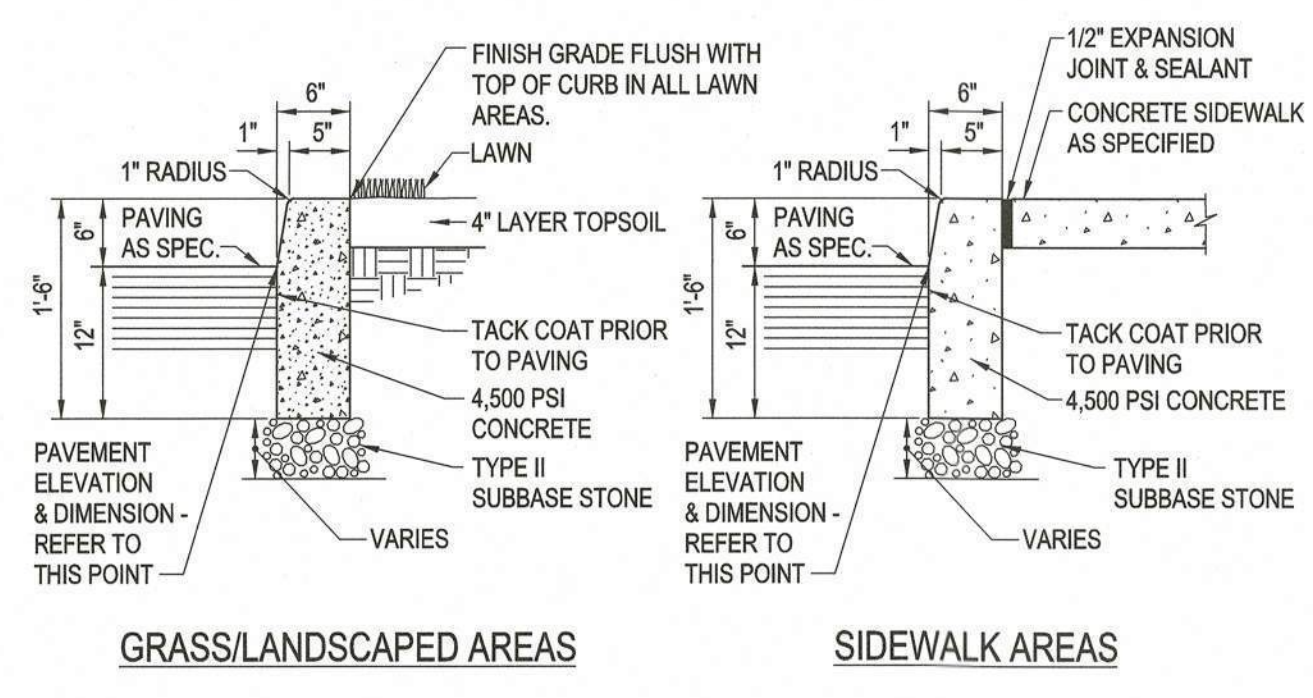 FINISH GRADE FLUSH WITH
TOP OF CURB IN ALL LAWN
AREAS.
6"
1"
5"
LAWN
1" RADIUS
PAVING
AS SPEC.
6"
4" LAYER TOPSOIL
1'-6"
12"
TACK COAT PRIOR
TO PAVING
4,500 PSI
CONCRETE
PAVEMENT
ELEVATION
& DIMENSION -
REFER TO
THIS POINT
TYPE II
SUBBASE STONE
VARIES
GRASS/LANDSCAPED AREAS
1/2" EXPANSION
JOINT & SEALANT
6"
1"
5"
CONCRETE SIDEWALK
AS SPECIFIED
1" RADIUS
PAVING
AS SPEC.
6"
1'-6"
12"
TACK COAT PRIOR
TO PAVING
4,500 PSI CONCRETE
PAVEMENT
ELEVATION
& DIMENSION -
REFER TO
THIS POINT
TYPE II
SUBBASE STONE
VARIES
SIDEWALK AREAS